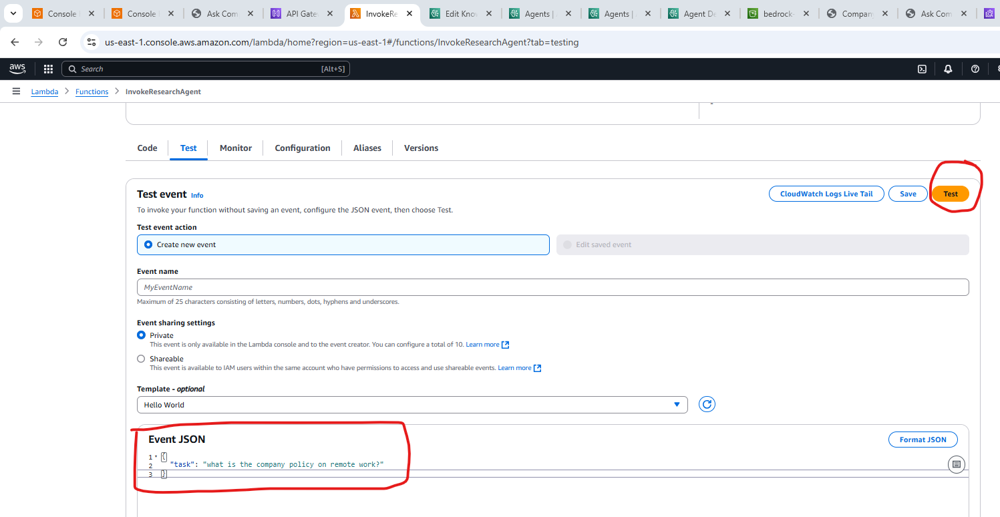 Console
Console
Ask Com
API Gate
InvokeRe
Edit Kno
Agents |
Agents |
Agent De
bedrock-
Compan
Ask Com
us-east-1.console.aws.amazon.com/lambda/home?region=us-east-1#/functions/InvokeResearchAgent?tab=testing
aws
Search
[Alt+S]
Lambda > Functions > InvokeResearchAgent
Code
Test
Monitor
Configuration
Aliases
Versions
Test event Info
CloudWatch Logs Live Tail
Save
Test
To invoke your function without saving an event, configure the JSON event, then choose Test.
Test event action
Create new event
Edit saved event
Event name
MyEventName
Maximum of 25 characters consisting of letters, numbers, dots, hyphens and underscores.
Event sharing settings
Private
This event is only available in the Lambda console and to the event creator. You can configure a total of 10. Learn more
Shareable
This event is available to IAM users within the same account who have permissions to access and use shareable events. Learn more
Template - optional
Hello World
Event JSON
Format JSON
1 {
2 "task": "what is the company policy on remote work?"
3 }